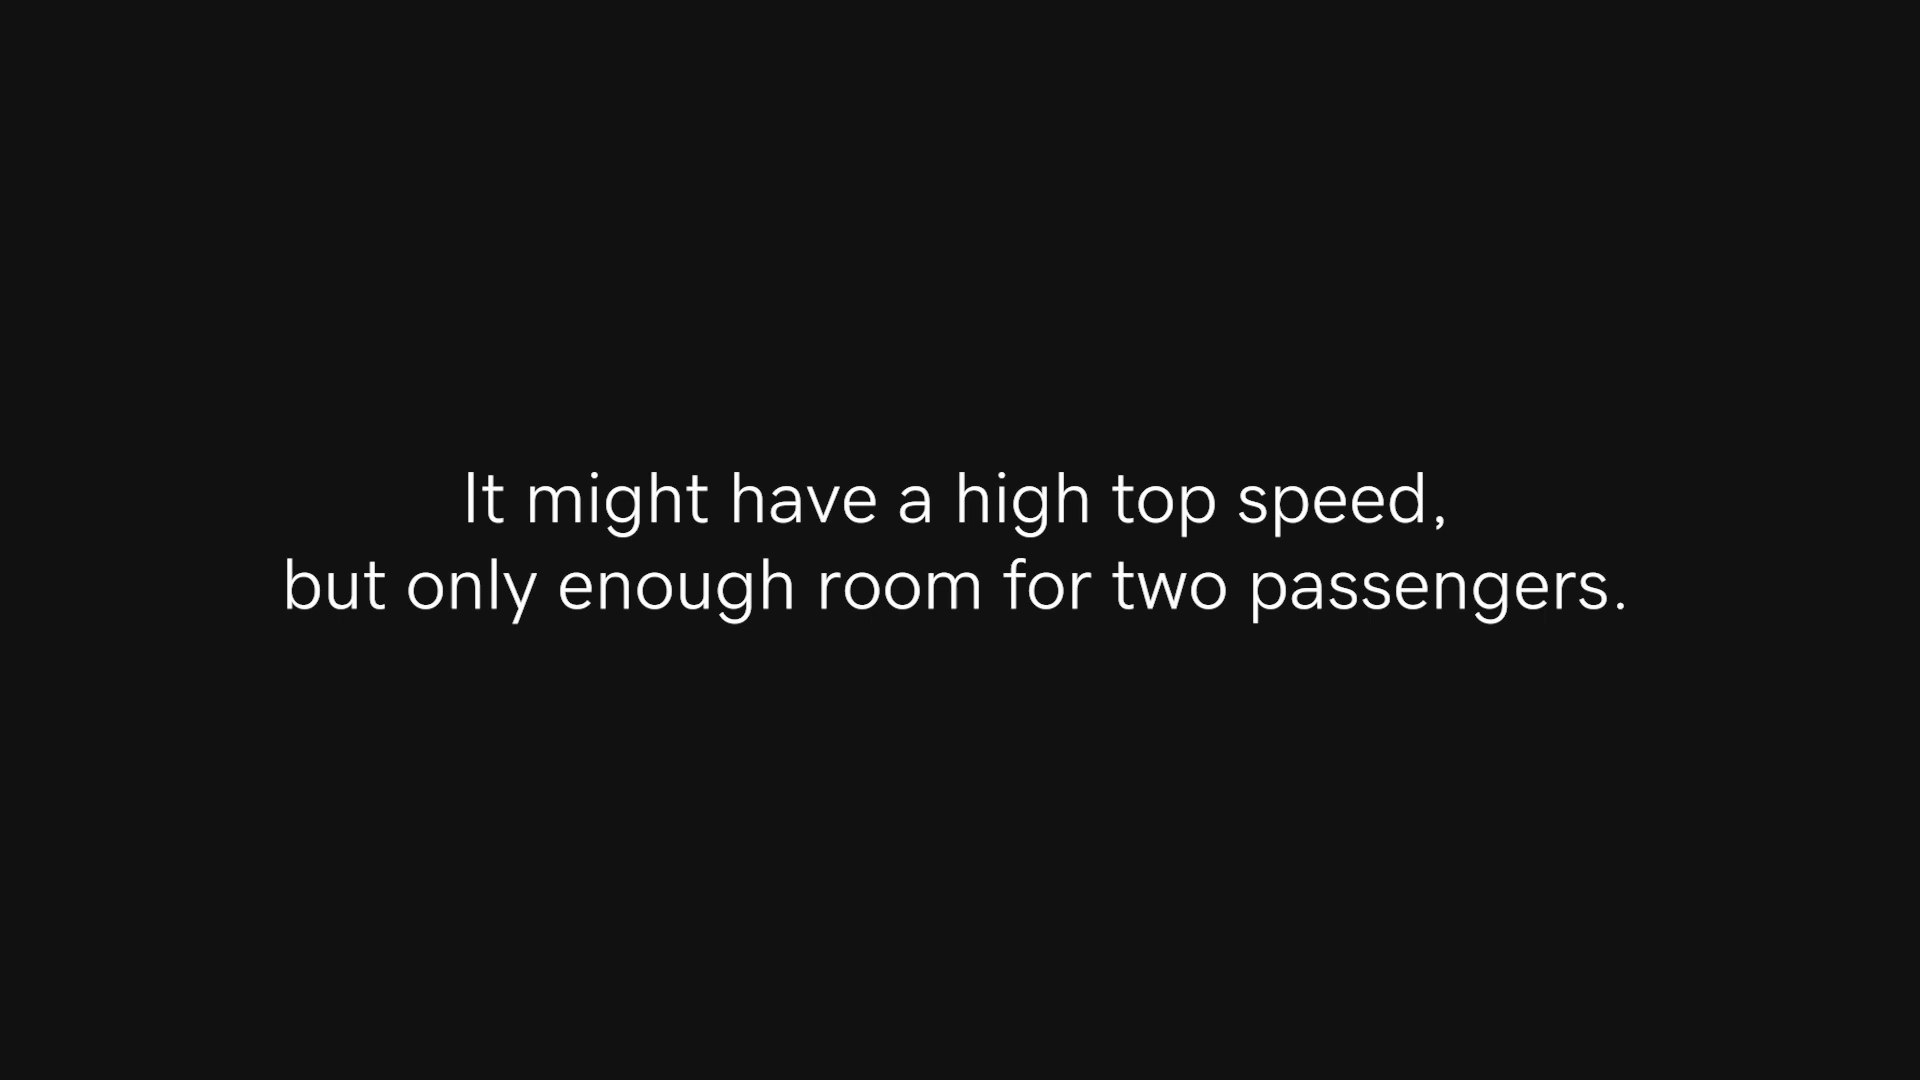 It might have a high top speed,
but only enough room for two passengers.